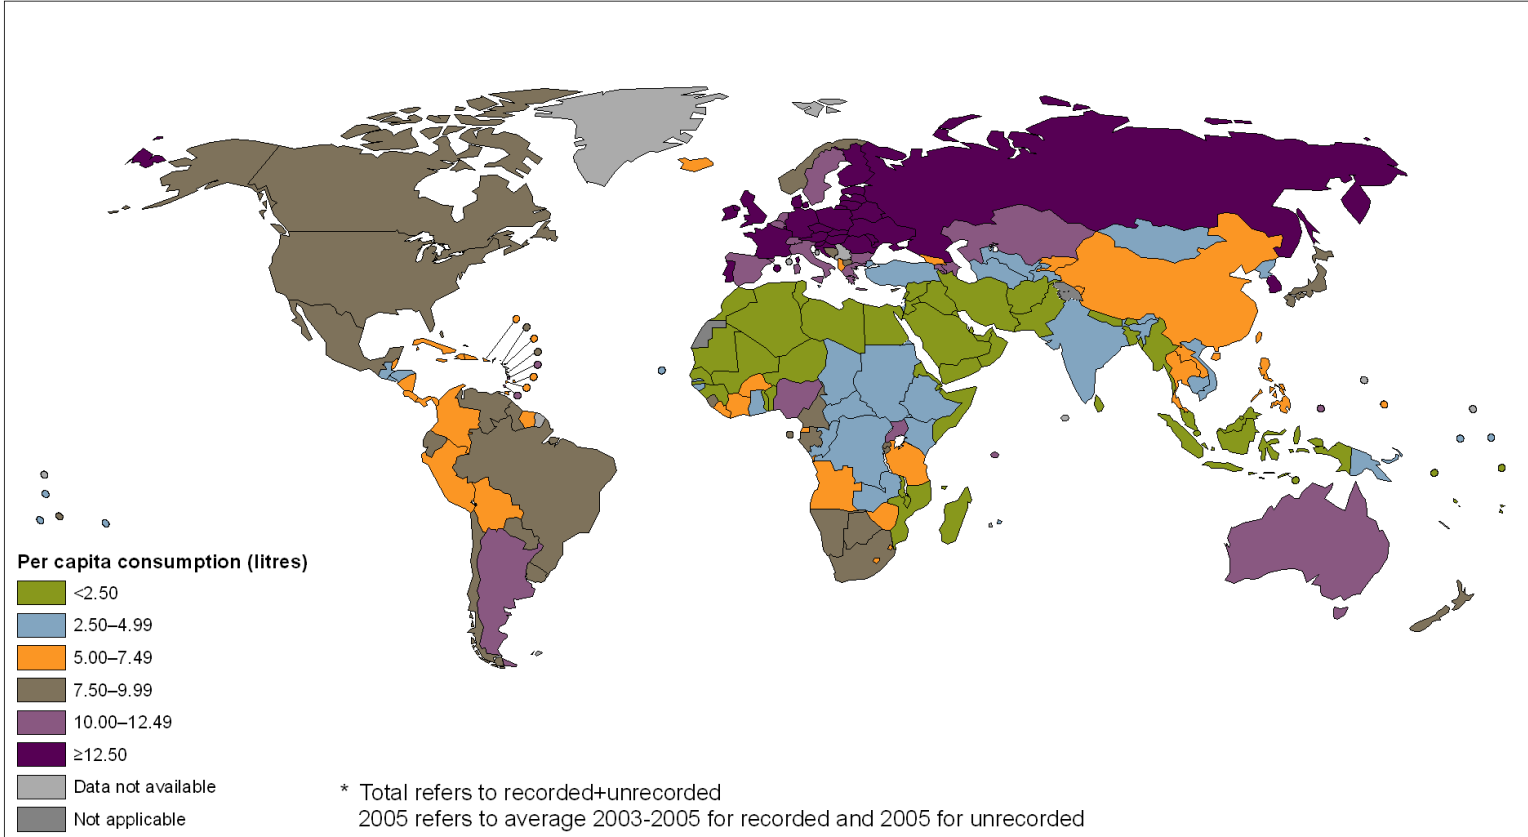 Per capita consumption (litres)
<2.50
2.50–4.99
5.00–7.49
7.50–9.99
10.00–12.49
≥12.50
Data not available
Not applicable
* Total refers to recorded+unrecorded
2005 refers to average 2003-2005 for recorded and 2005 for unrecorded